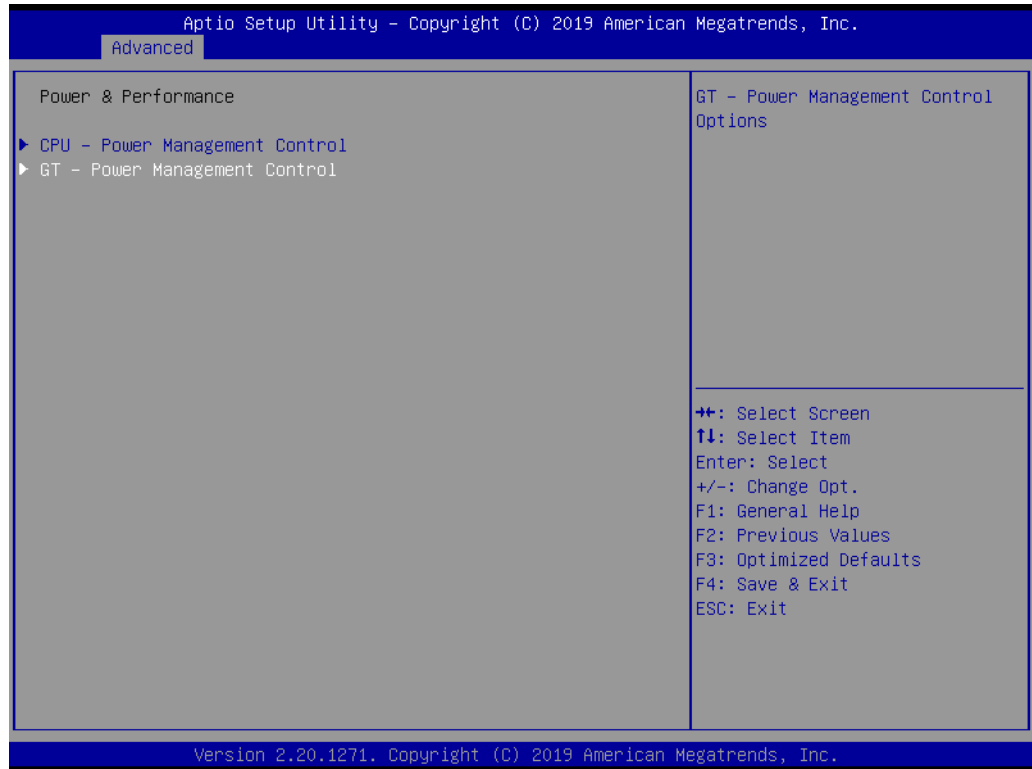 Aptio Setup Utility – Copyright (C) 2019 American Megatrends, Inc.
Advanced
Power & Performance
▶ CPU – Power Management Control
▶ GT – Power Management Control
GT – Power Management Control
Options
→←: Select Screen
↑↓: Select Item
Enter: Select
+/-: Change Opt.
F1: General Help
F2: Previous Values
F3: Optimized Defaults
F4: Save & Exit
ESC: Exit
Version 2.20.1271. Copyright (C) 2019 American Megatrends, Inc.